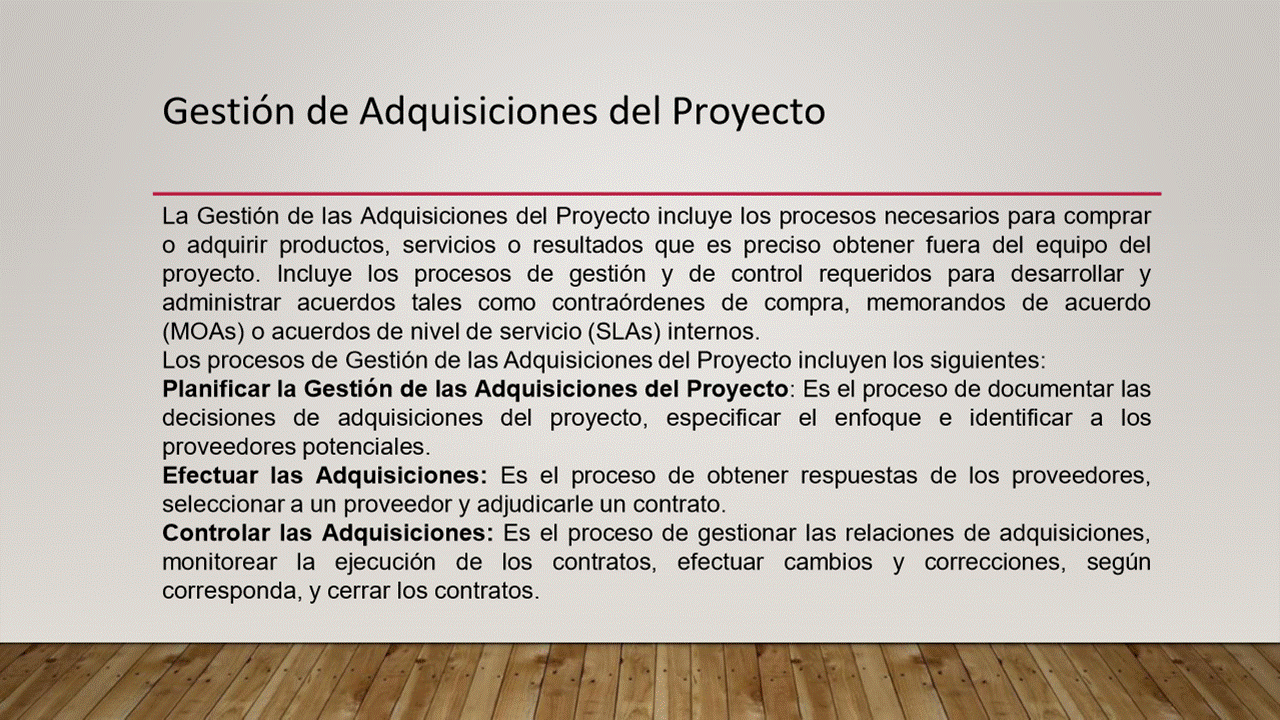 Gestión de Adquisiciones del Proyecto
La Gestión de las Adquisiciones del Proyecto incluye los procesos necesarios para comprar
o adquirir productos, servicios o resultados que es preciso obtener fuera del equipo del
proyecto. Incluye los procesos de gestión y de control requeridos para desarrollar y
administrar acuerdos tales como contraórdenes de compra, memorandos de acuerdo
(MOAs) o acuerdos de nivel de servicio (SLAs) internos.
Los procesos de Gestión de las Adquisiciones del Proyecto incluyen los siguientes:
Planificar la Gestión de las Adquisiciones del Proyecto: Es el proceso de documentar las
decisiones de adquisiciones del proyecto, especificar el enfoque e identificar a los
proveedores potenciales.
Efectuar las Adquisiciones: Es el proceso de obtener respuestas de los proveedores,
seleccionar a un proveedor y adjudicarle un contrato.
Controlar las Adquisiciones: Es el proceso de gestionar las relaciones de adquisiciones,
monitorear la ejecución de los contratos, efectuar cambios y correcciones, según
corresponda, y cerrar los contratos.